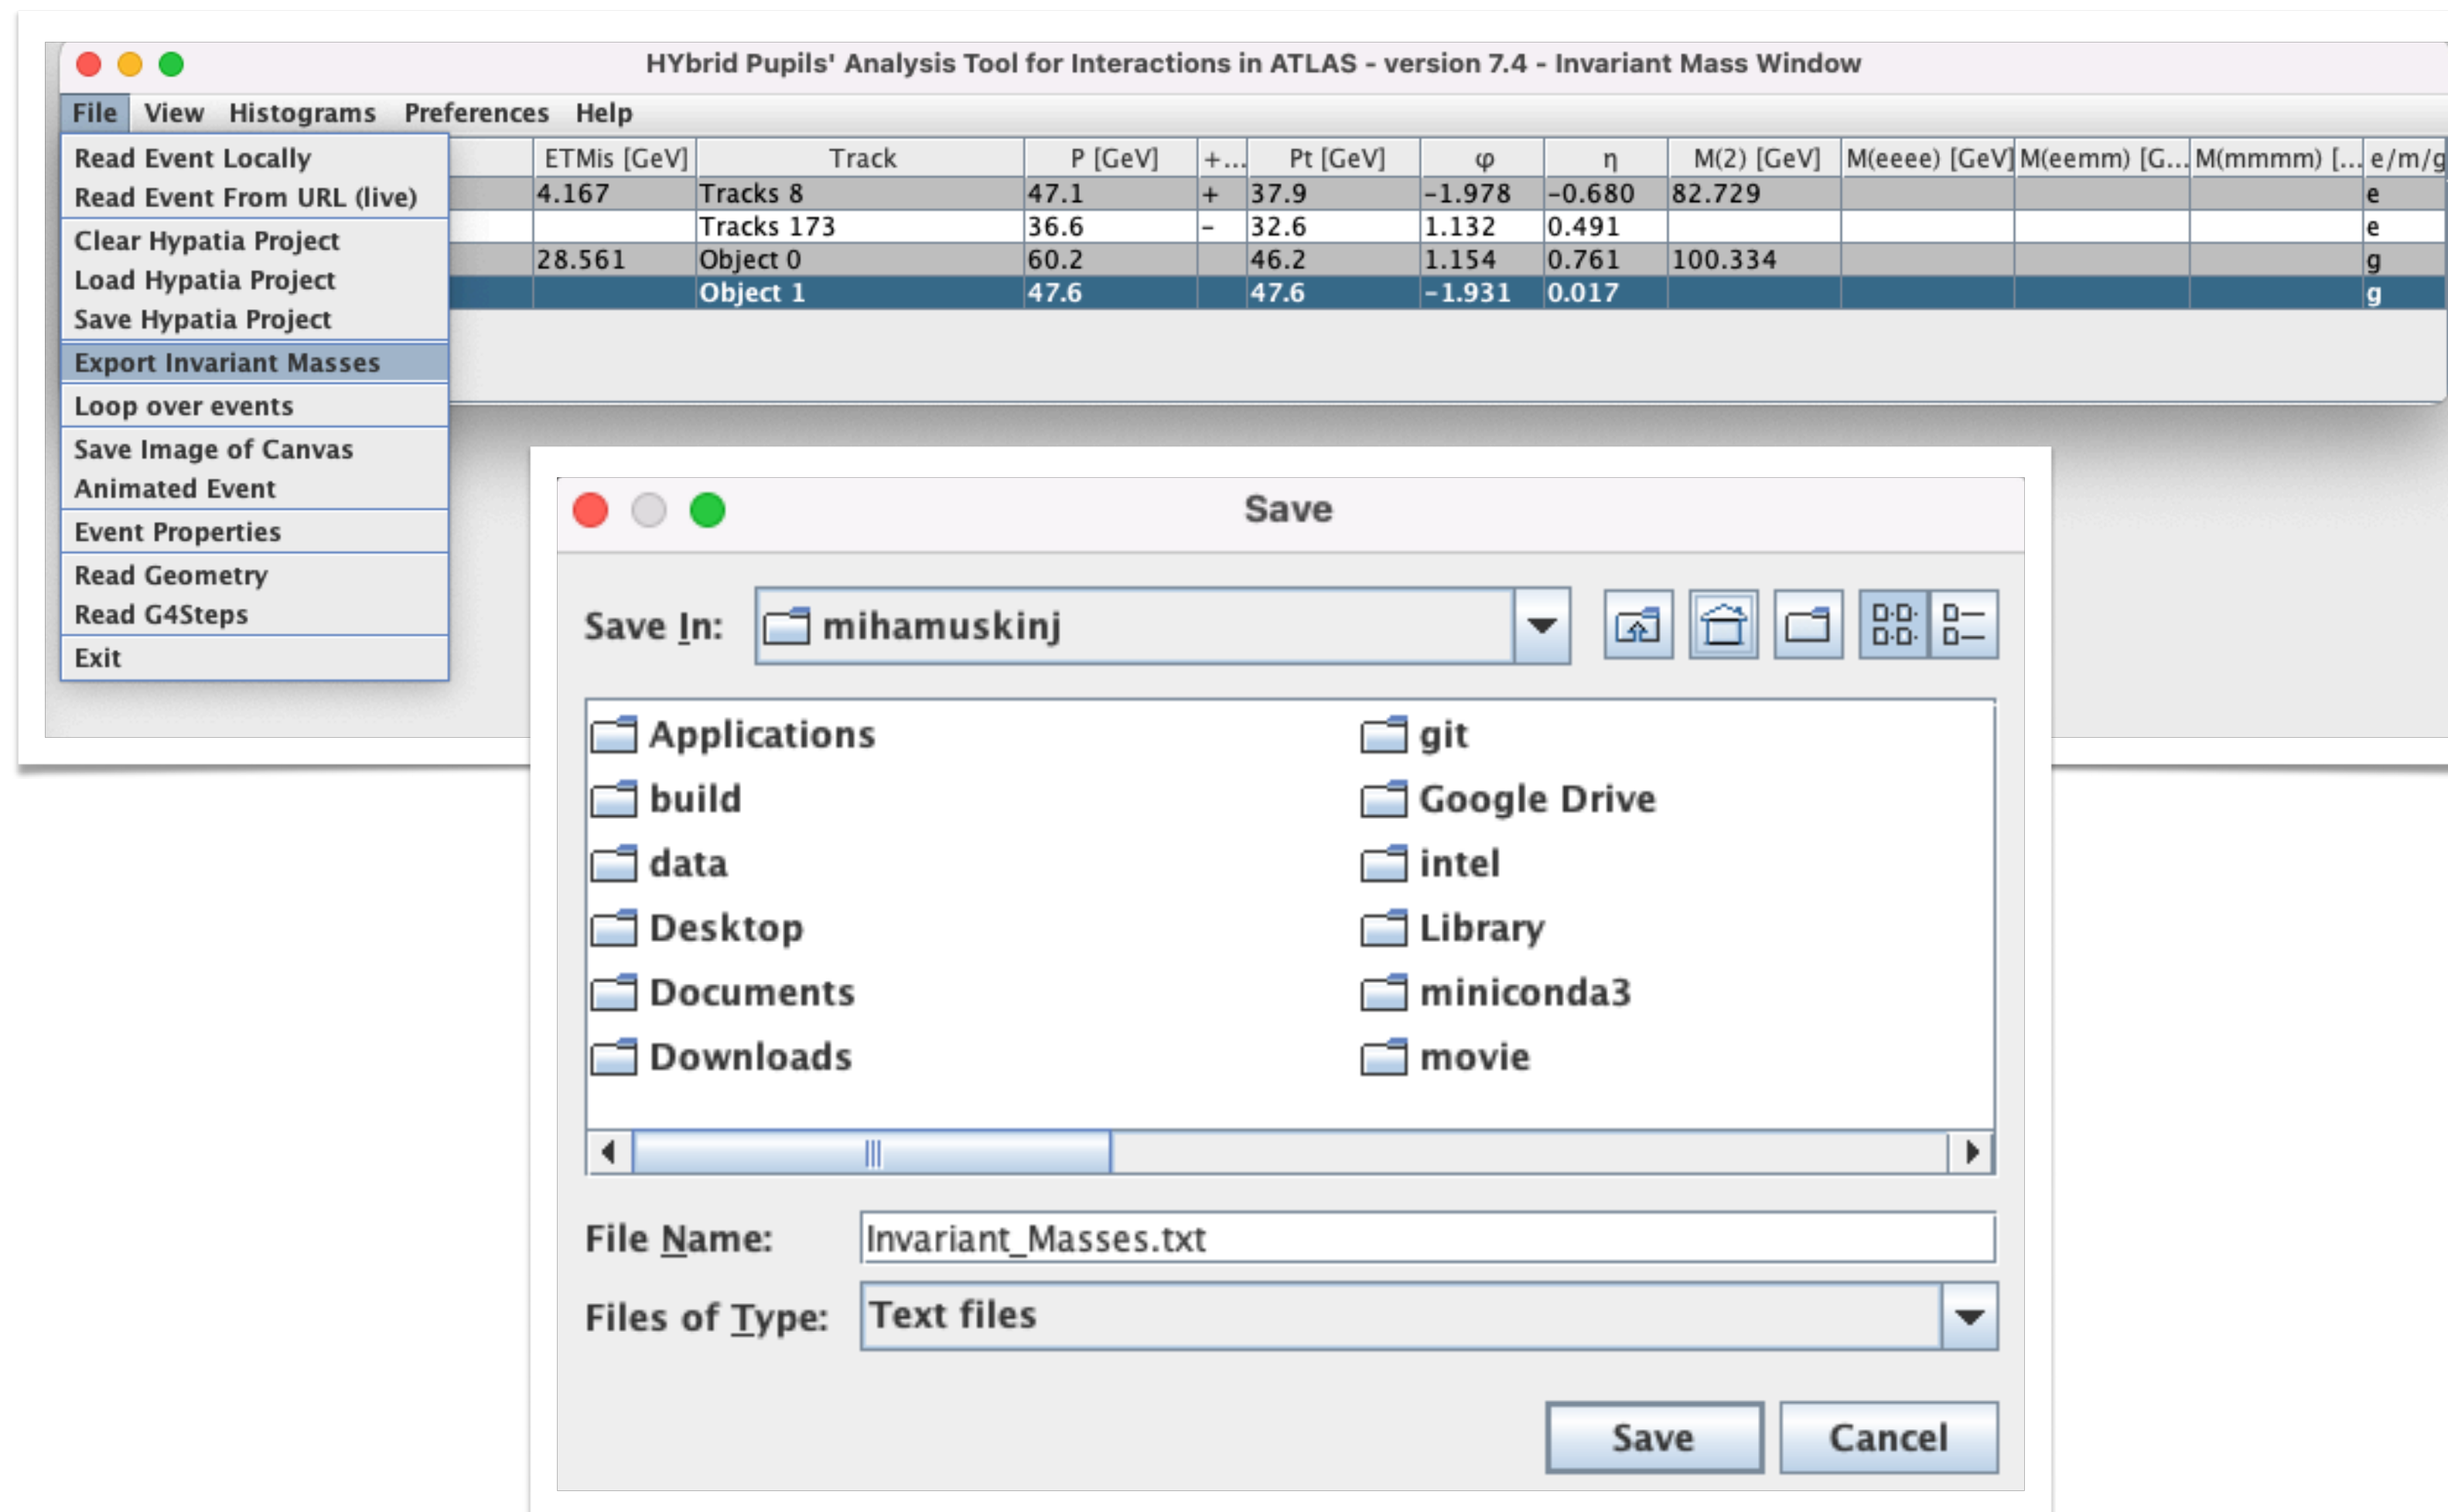 HYbrid Pupils' Analysis Tool for Interactions in ATLAS - version 7.4 - Invariant Mass Window
File View Histograms Preferences Help
ETMis [GeV] Track P [GeV] +... Pt [GeV] φ η M(2) [GeV] M(eeee) [GeV] M(eemm) [G... M(mmmm) [... e/m/g
4.167 Tracks 8 47.1 + 37.9 -1.978 -0.680 82.729 e
Tracks 173 36.6 - 32.6 1.132 0.491 e
28.561 Object 0 60.2 46.2 1.154 0.761 100.334 g
Object 1 47.6 47.6 -1.931 0.017 g
Read Event Locally
Read Event From URL (live)
Clear Hypatia Project
Load Hypatia Project
Save Hypatia Project
Export Invariant Masses
Loop over events
Save Image of Canvas
Animated Event
Event Properties
Read Geometry
Read G4Steps
Exit
Save
Save In: mihamuskinj
Applications
build
data
Desktop
Documents
Downloads
git
Google Drive
intel
Library
miniconda3
movie
File Name: Invariant_Masses.txt
Files of Type: Text files
Save Cancel